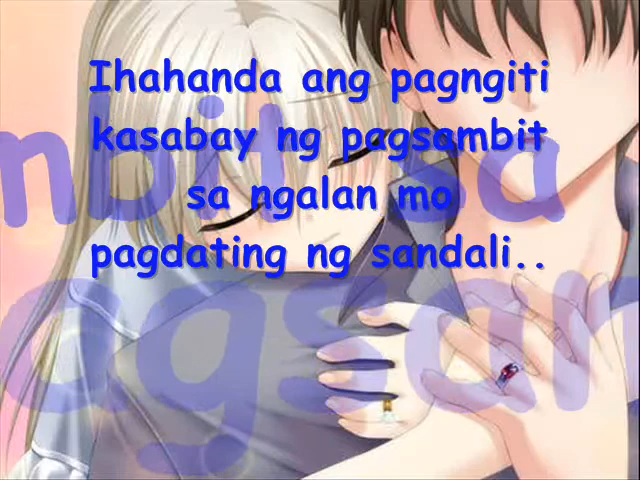 Ihahanda ang pagngiti
kasabay ng pagsambit
sa ngalan mo
pagdating ng sandali..